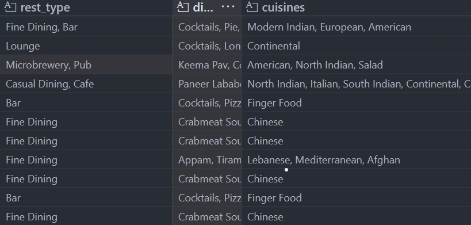 rest_type di... ... cuisines
Fine Dining, Bar Cocktails, Pie, Modern Indian, European, American
Lounge Cocktails, Lon Continental
Microbrewery, Pub Keema Pav, Co American, North Indian, Salad
Casual Dining, Cafe Paneer Lababd North Indian, Italian, South Indian, Continental, C
Bar Cocktails, Pizz Finger Food
Fine Dining Crabmeat Sou Chinese
Fine Dining Crabmeat Sou Chinese
Fine Dining Appam, Tiram Lebanese, Mediterranean, Afghan
Fine Dining Crabmeat Sou Chinese
Bar Cocktails, Pizz Finger Food
Fine Dining Crabmeat Sou Chinese